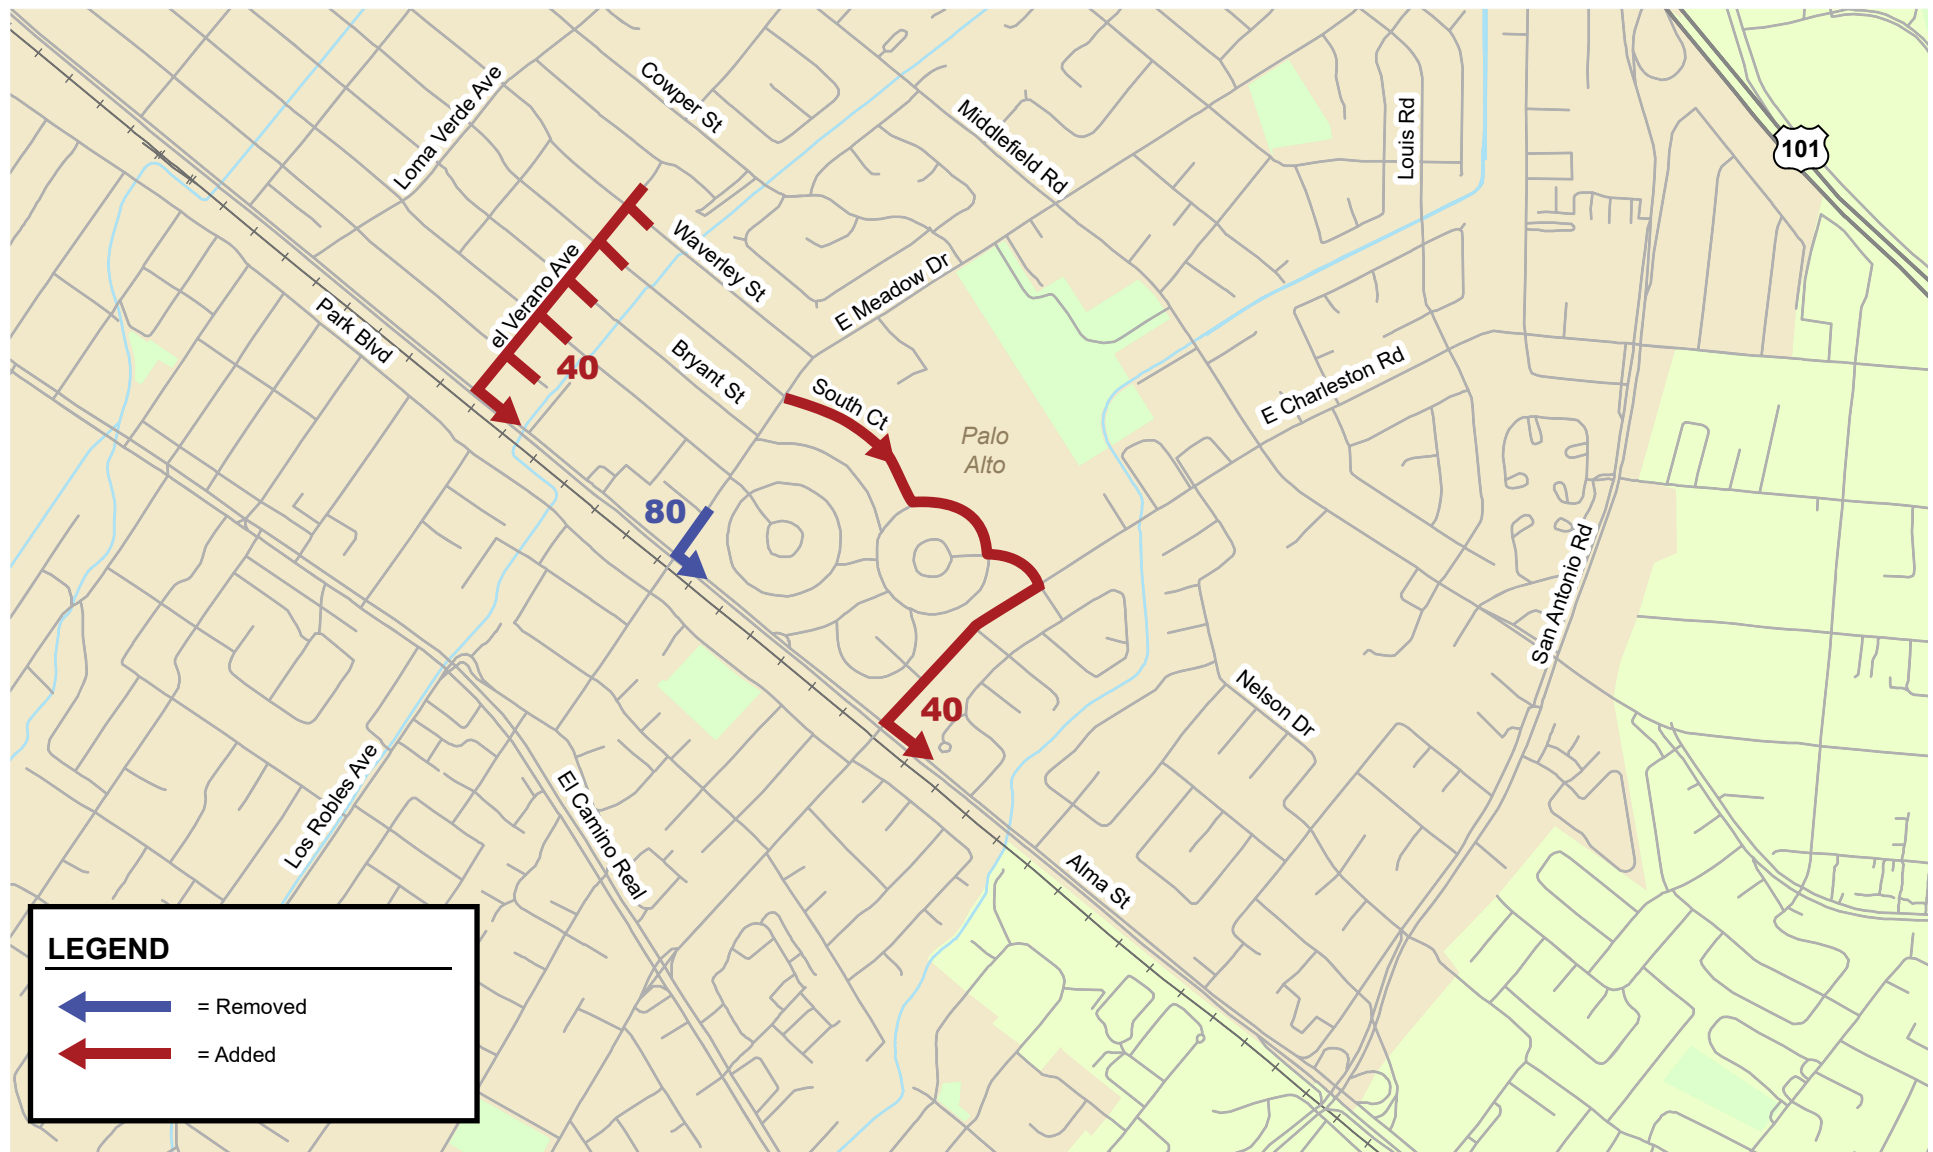 Cowper St
Loma Verde Ave
Middlefield Rd
Louis Rd
101
Waverley St
el Verano Ave
E Meadow Dr
Park Blvd
40
Bryant St
South Ct
E Charleston Rd
Palo
Alto
80
San Antonio Rd
40
Nelson Dr
Los Robles Ave
El Camino Real
Alma St
LEGEND
= Removed
= Added